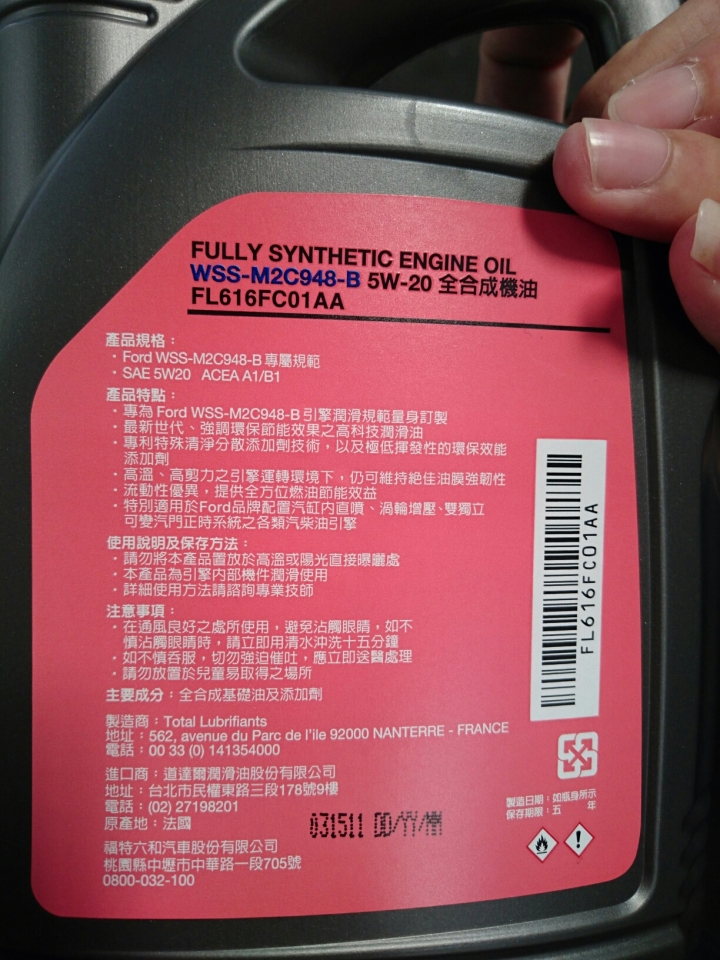 FULLY SYNTHETIC ENGINE OIL
WSS-M2C948-B 5W-20 全合成機油
FL616FC01AA
產品規格：
・Ford WSS-M2C948-B專屬規範
・SAE 5W20 ACEA A1/B1
產品特點：
・專為 Ford WSS-M2C948-B引擎潤滑規範量身訂製
・最新世代、強調環保節能效果之高科技潤滑油
・專利特殊清淨分散添加劑技術，以及極低揮發性的環保效能
添加劑
・高溫、高剪力之引擎運轉環境下，仍可維持絕佳油膜強韌性
・流動性優異，提供全方位燃油節能效益
・特別適用於Ford品牌配置汽缸內直噴、渦輪增壓、雙獨立
可變汽門正時系統之各類汽柴油引擎
使用說明及保存方法：
・請勿將本產品置放於高溫或陽光直接曝曬處
・本產品為引擎內部機件潤滑使用
・詳細使用方法請諮詢專業技師
注意事項：
・在通風良好之處所使用，避免沾觸眼睛，如不
慎沾觸眼睛時，請立即用清水沖洗十五分鐘
・如不慎吞服，切勿強迫催吐，應立即送醫處理
・請勿放置於兒童易取得之場所
主要成分：全合成基礎油及添加劑
製造商：Total Lubrifiants
地址：562, avenue du Parc de l'ile 92000 NANTERRE - FRANCE
電話：00 33 (0) 141354000
進口商：道達爾潤滑油股份有限公司
地址：台北市民權東路三段178號9樓
電話：(02) 27198201
原產地：法國
031511 DD/YY/MM
福特六和汽車股份有限公司
桃園縣中壢市中華路一段705號
0800-032-100
FL616FC01AA
製造日期：如瓶身所示
保存期限：五 年